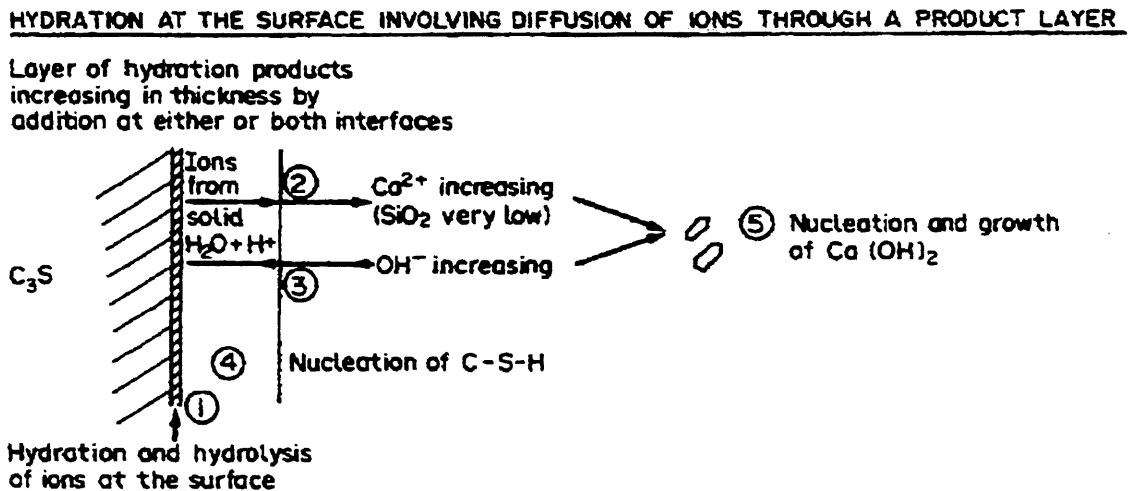 HYDRATION AT THE SURFACE INVOLVING DIFFUSION OF IONS THROUGH A PRODUCT LAYER
Layer of hydration products
increasing in thickness by
addition at either or both interfaces
Ions
from
solid
H₂O + H+
②
Ca²⁺ increasing
(SiO₂ very low)
OH⁻ increasing
③
⑤ Nucleation and growth
of Ca (OH)₂
C₃S
④
Nucleation of C-S-H
①
Hydration and hydrolysis
of ions at the surface